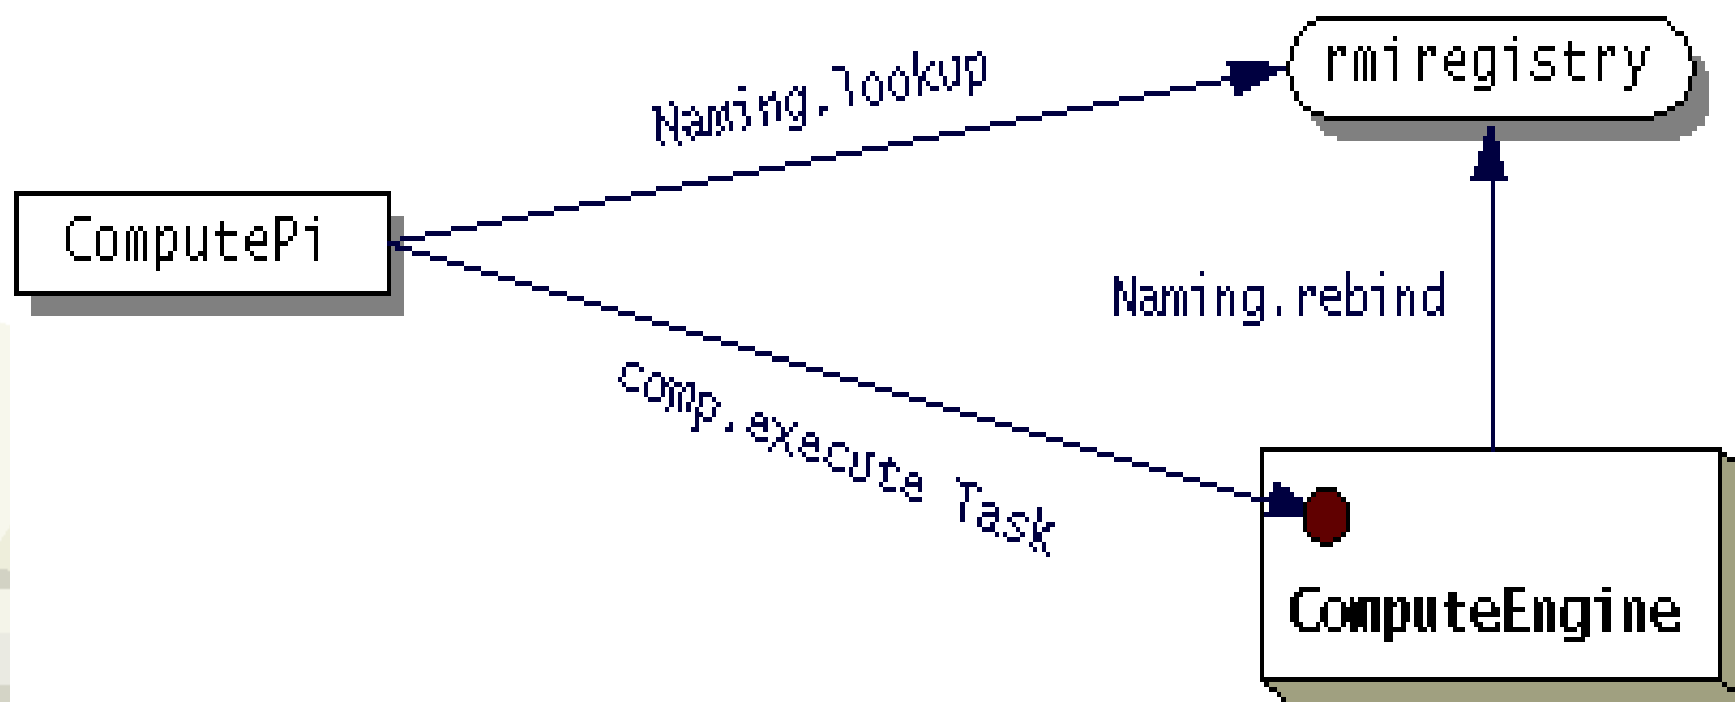 rmiregistry
Naming.lookup
ComputePi
Naming.rebind
comp.execute Task
ComputeEngine